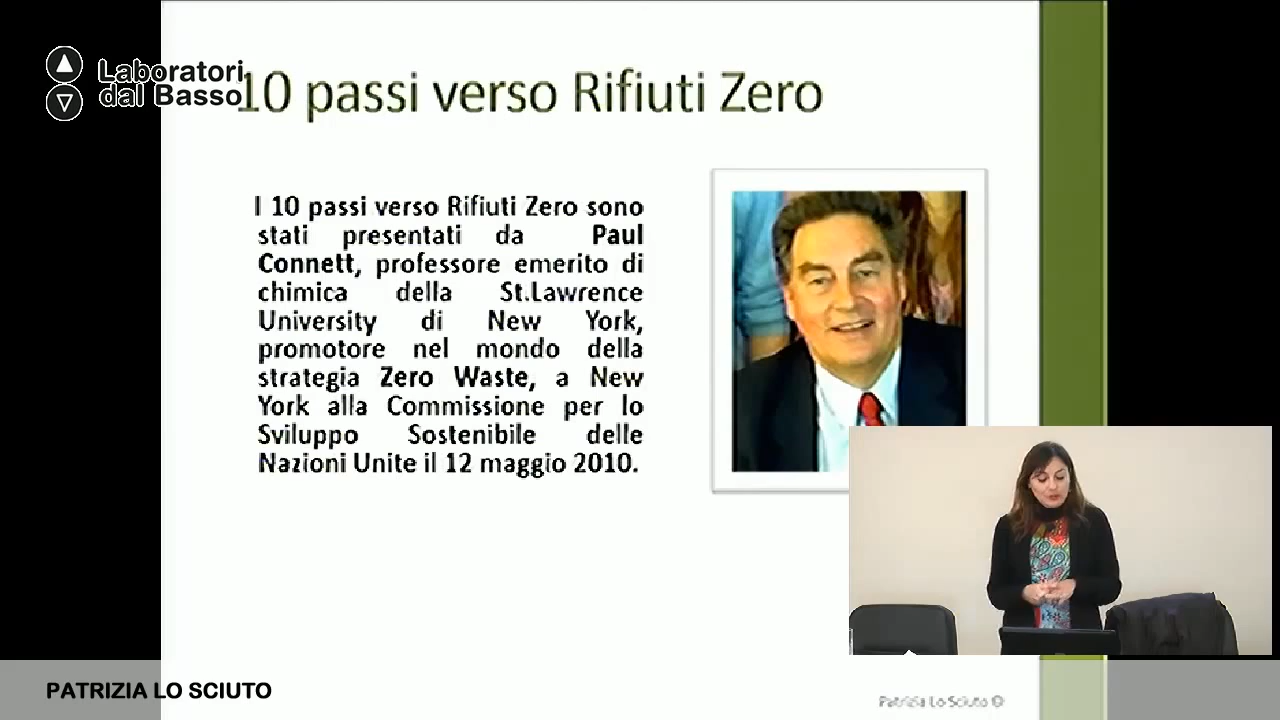 Laboratori
dal Basso
10 passi verso Rifiuti Zero
I 10 passi verso Rifiuti Zero sono
stati presentati da Paul
Connett, professore emerito di
chimica della St.Lawrence
University di New York,
promotore nel mondo della
strategia Zero Waste, a New
York alla Commissione per lo
Sviluppo Sostenibile delle
Nazioni Unite il 12 maggio 2010.
PATRIZIA LO SCIUTO
Patrizia Lo Sciuto ©